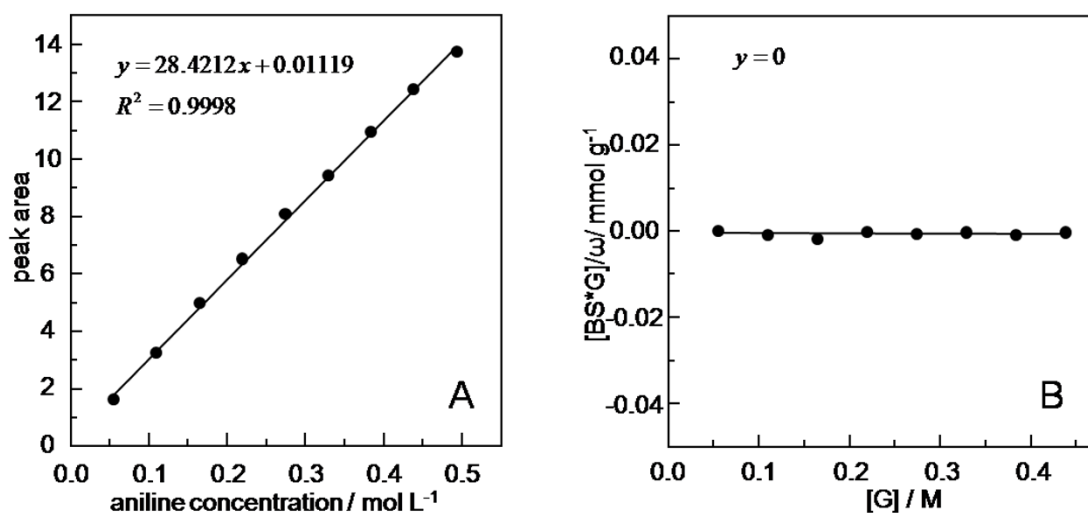 y = 28.4212x + 0.01119
R² = 0.9998
14
12
10
8
6
4
2
0
peak area
A
0.0 0.1 0.2 0.3 0.4 0.5
aniline concentration / mol L⁻¹
y = 0
0.04
0.02
0.00
-0.02
-0.04
[BS*G]/ω/ mmol g⁻¹
B
0.0 0.1 0.2 0.3 0.4
[G] / M